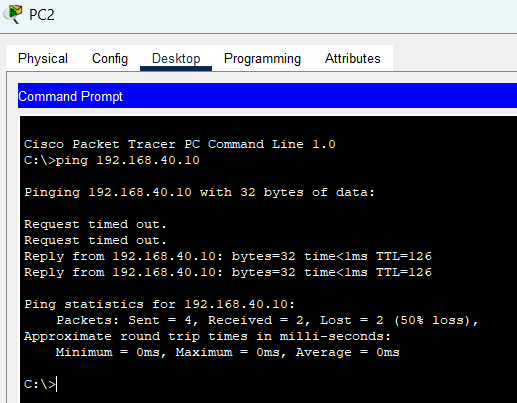 PC2
Physical Config Desktop Programming Attributes
Command Prompt
Cisco Packet Tracer PC Command Line 1.0
C:\>ping 192.168.40.10
Pinging 192.168.40.10 with 32 bytes of data:
Request timed out.
Request timed out.
Reply from 192.168.40.10: bytes=32 time<1ms TTL=126
Reply from 192.168.40.10: bytes=32 time<1ms TTL=126
Ping statistics for 192.168.40.10:
Packets: Sent = 4, Received = 2, Lost = 2 (50% loss),
Approximate round trip times in milli-seconds:
Minimum = 0ms, Maximum = 0ms, Average = 0ms
C:\>